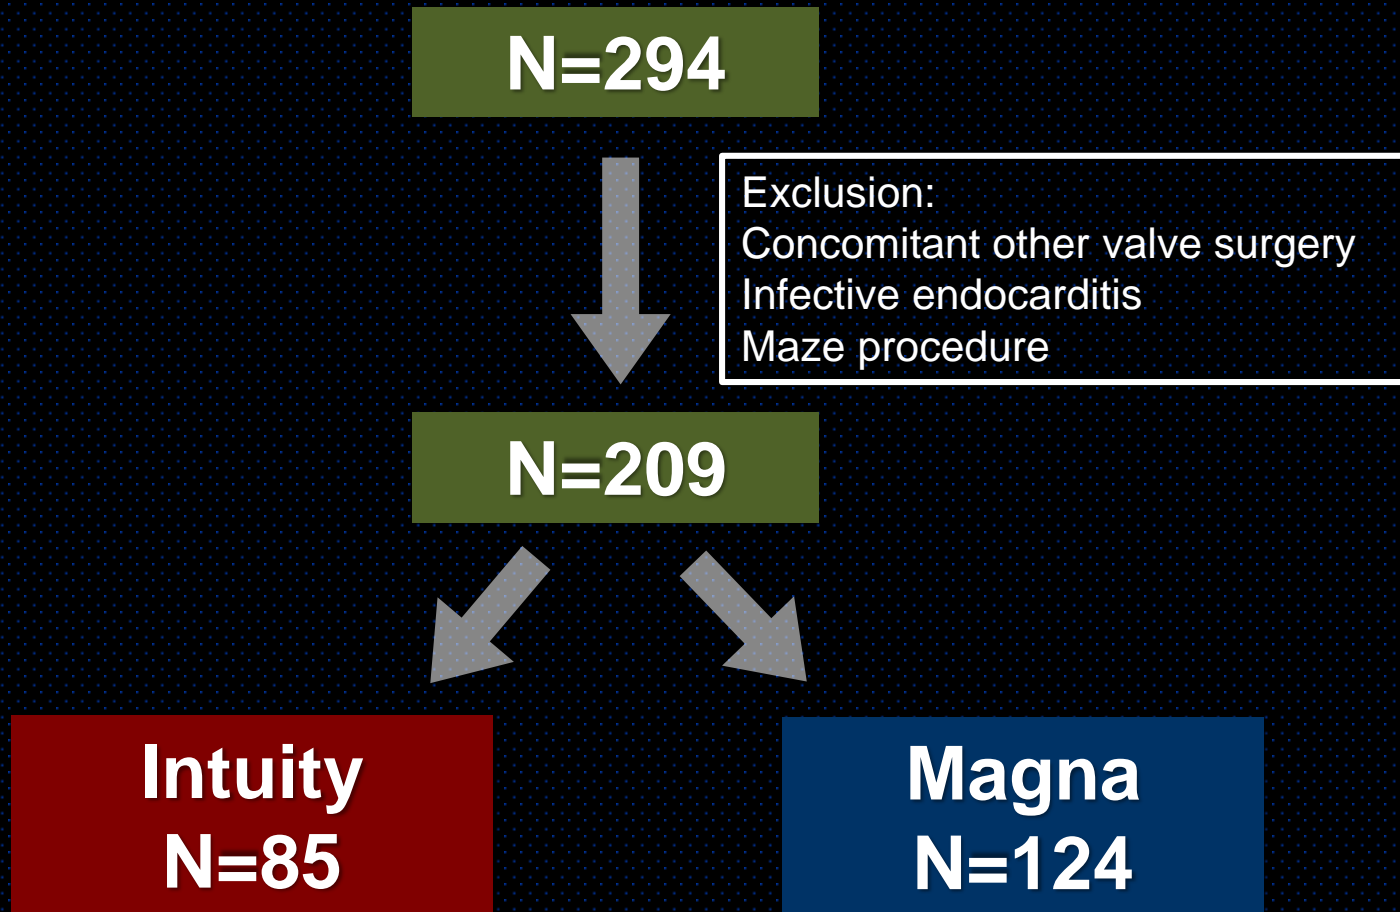 N=294
Exclusion:
Concomitant other valve surgery
Infective endocarditis
Maze procedure
N=209
Intuity
N=85
Magna
N=124